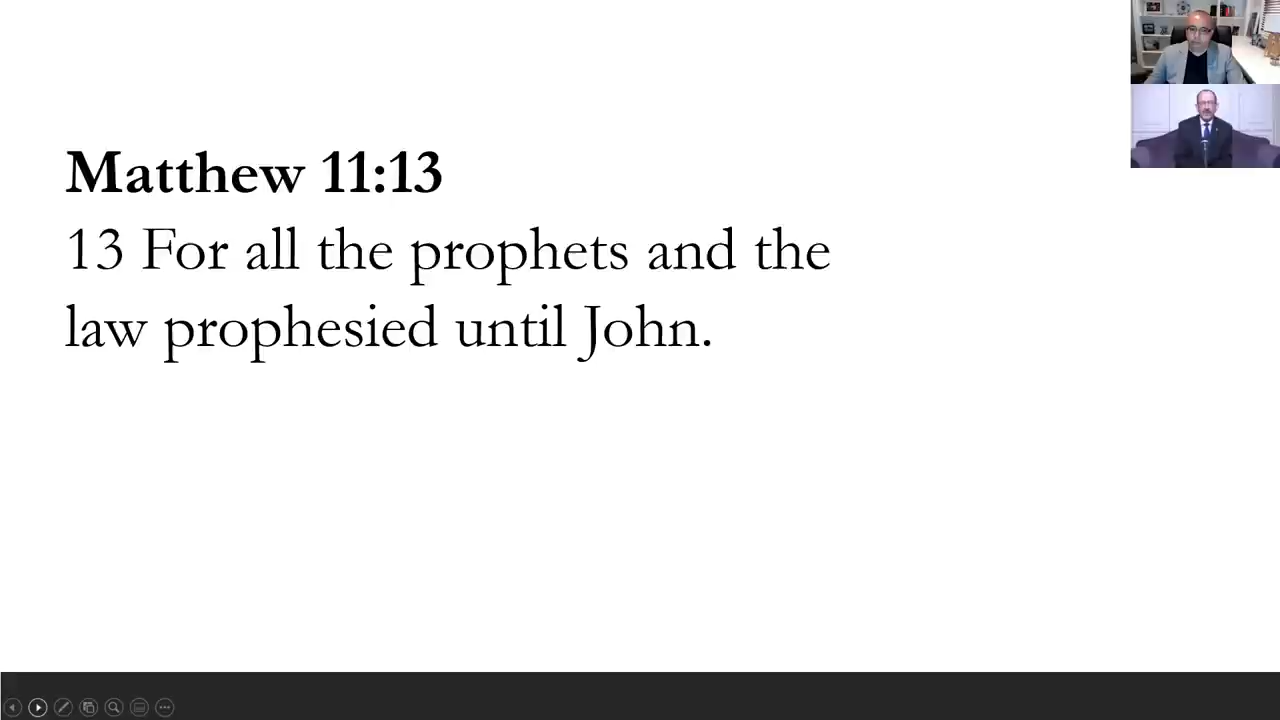 Matthew 11:13
13 For all the prophets and the
law prophesied until John.